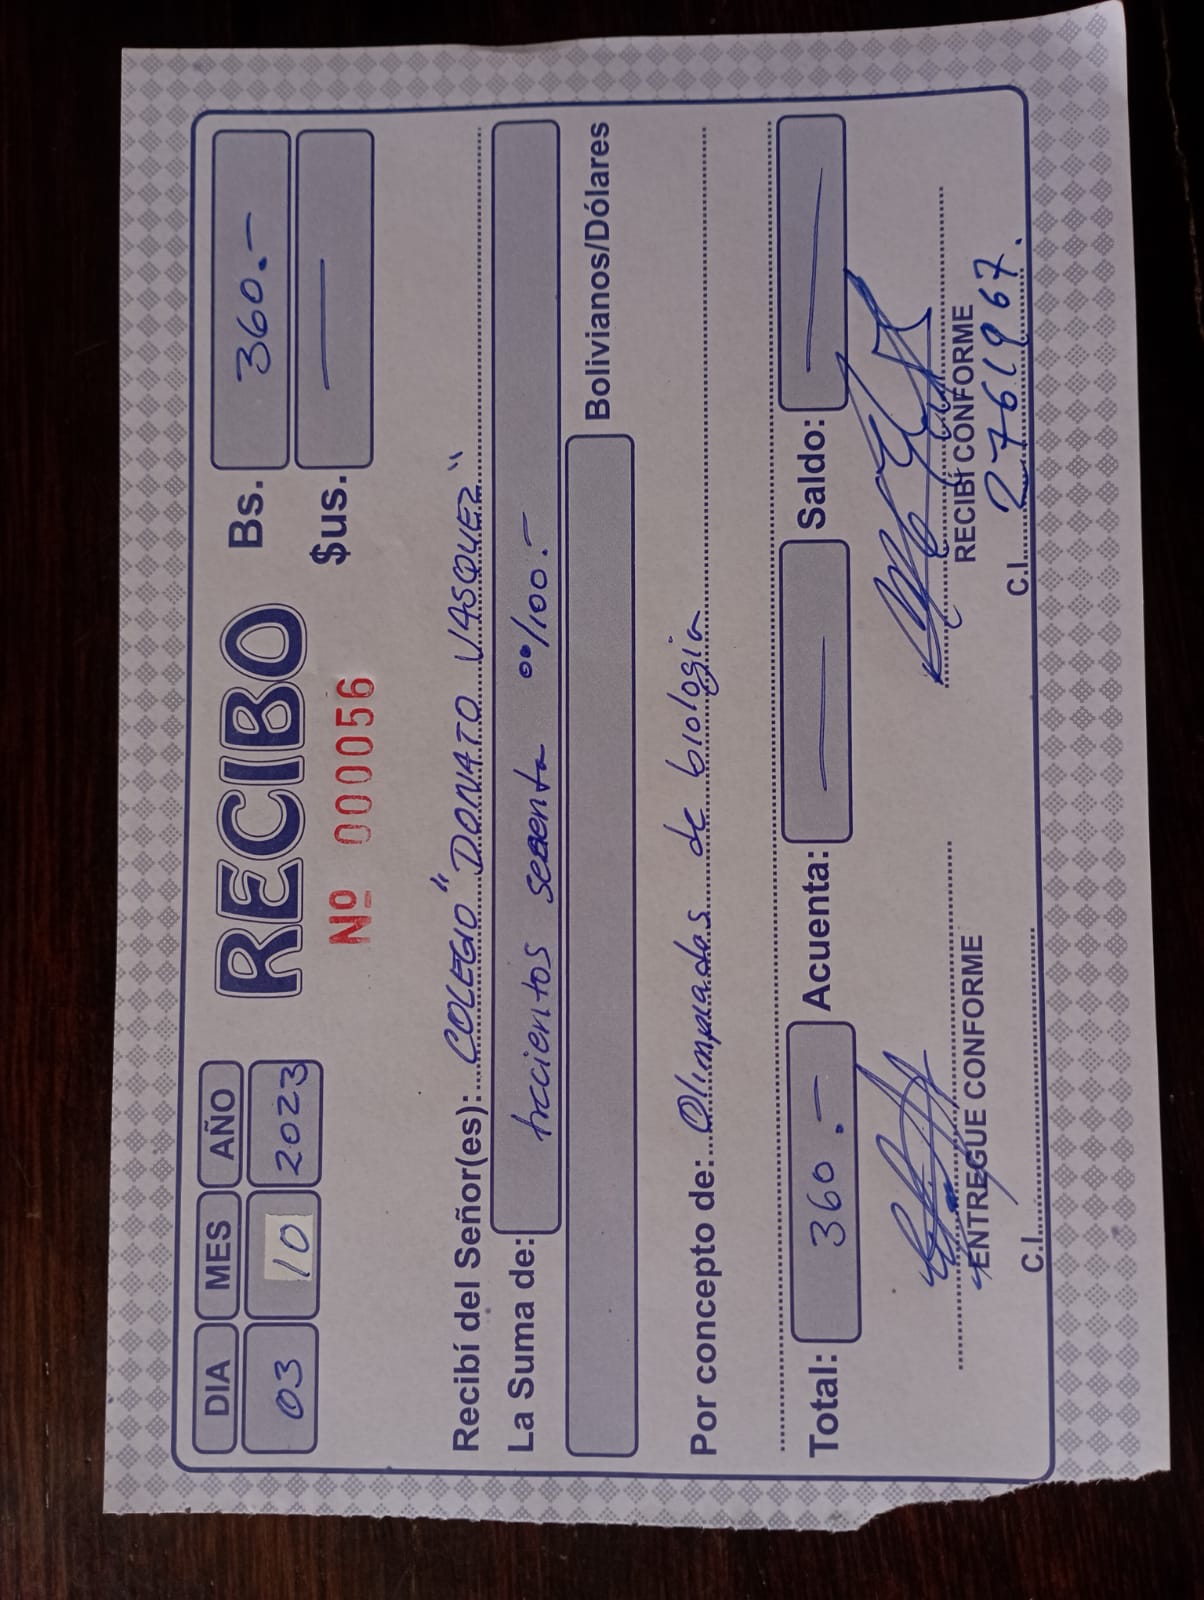 DIA MES AÑO
03 10 2023
RECIBO
Nº 000056
Bs. 360.-
$us. —
Recibí del Señor(es): COLEGIO "DONATO VASQUEZ"
La Suma de: trecientos sesenta 00/100.-
Bolivianos/Dólares
Por concepto de: Olimpiadas de biologia
Total: 360.- Acuenta: — Saldo: —
ENTREGUE CONFORME RECIBÍ CONFORME
C.I. C.I. 2761967.